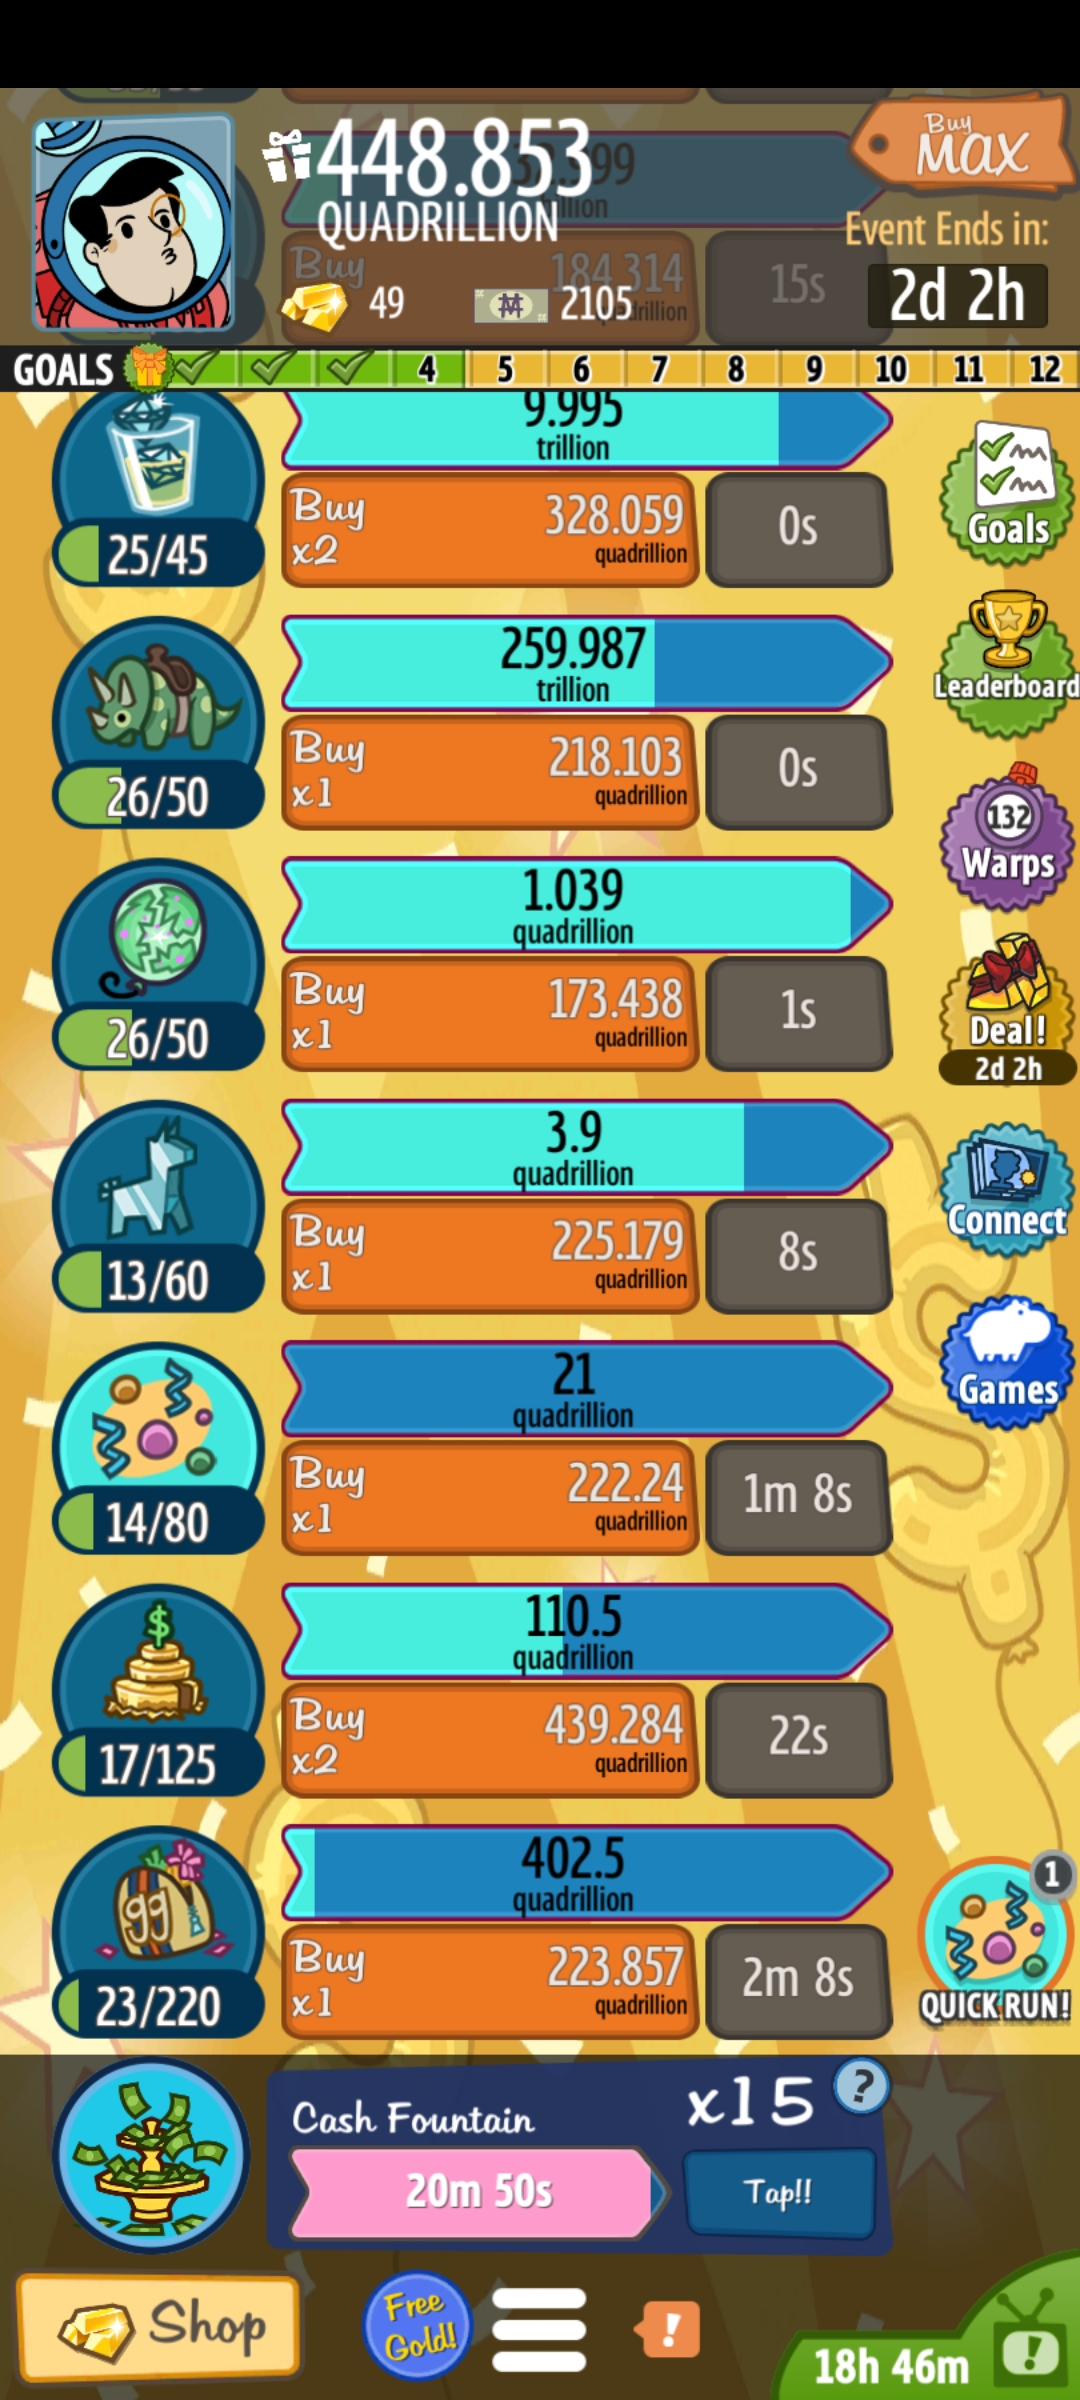 448.853
QUADRILLION
Buy
MAX
Event Ends in:
2d 2h
49
2105
Buy
184.314
15s
GOALS
4
5
6
7
8
9
10
11
12
9.995
trillion
Buy
x2
328.059
quadrillion
0s
25/45
Goals
259.987
trillion
Buy
x1
218.103
quadrillion
0s
26/50
Leaderboard
1.039
quadrillion
Buy
x1
173.438
quadrillion
1s
26/50
132
Warps
Deal!
2d 2h
3.9
quadrillion
Buy
x1
225.179
quadrillion
8s
13/60
Connect
21
quadrillion
Buy
x1
222.24
quadrillion
1m 8s
14/80
Games
$
110.5
quadrillion
Buy
x2
439.284
quadrillion
22s
17/125
99
402.5
quadrillion
Buy
x1
223.857
quadrillion
2m 8s
23/220
1
QUICK RUN!
Cash Fountain
x15
?
20m 50s
Tap!!
Shop
Free
Gold!
!
18h 46m
!